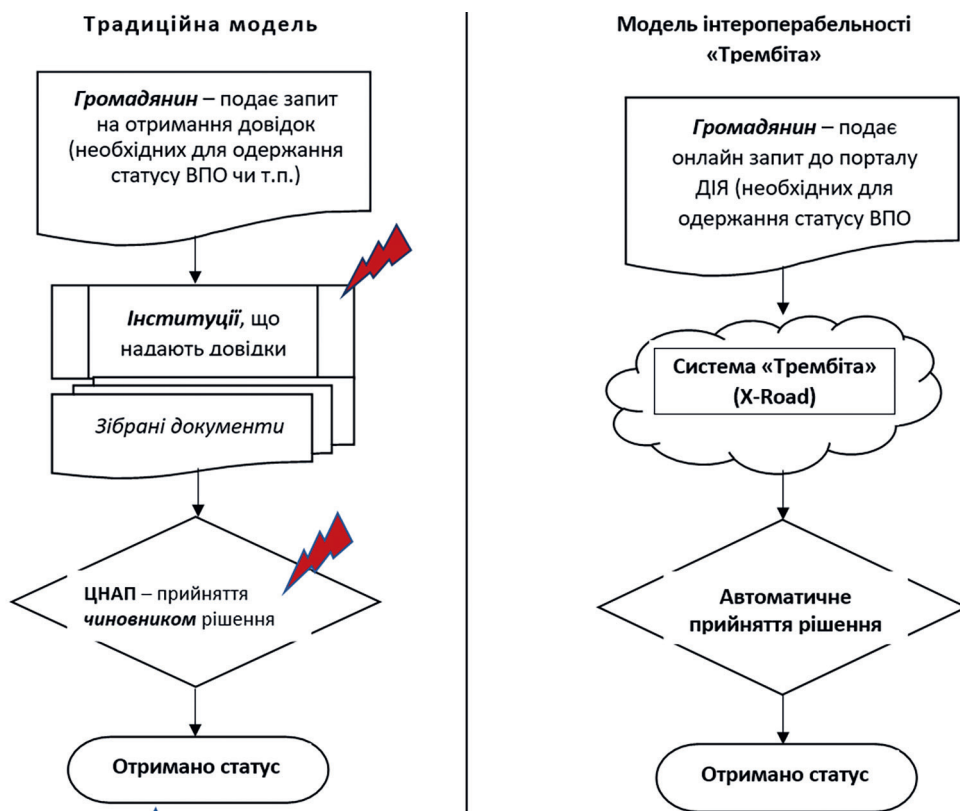 Традиційна модель
Громадянин – подає запит
на отримання довідок
(необхідних для одержання
статусу ВПО чи т.п.)
Інституції, що
надають довідки
Зібрані документи
ЦНАП – прийняття
чиновником рішення
Отримано статус
Модель інтероперабельності
«Трембіта»
Громадянин – подає
онлайн запит до порталу
ДІЯ (необхідних для
одержання статусу ВПО
Система «Трембіта»
(X-Road)
Автоматичне
прийняття рішення
Отримано статус